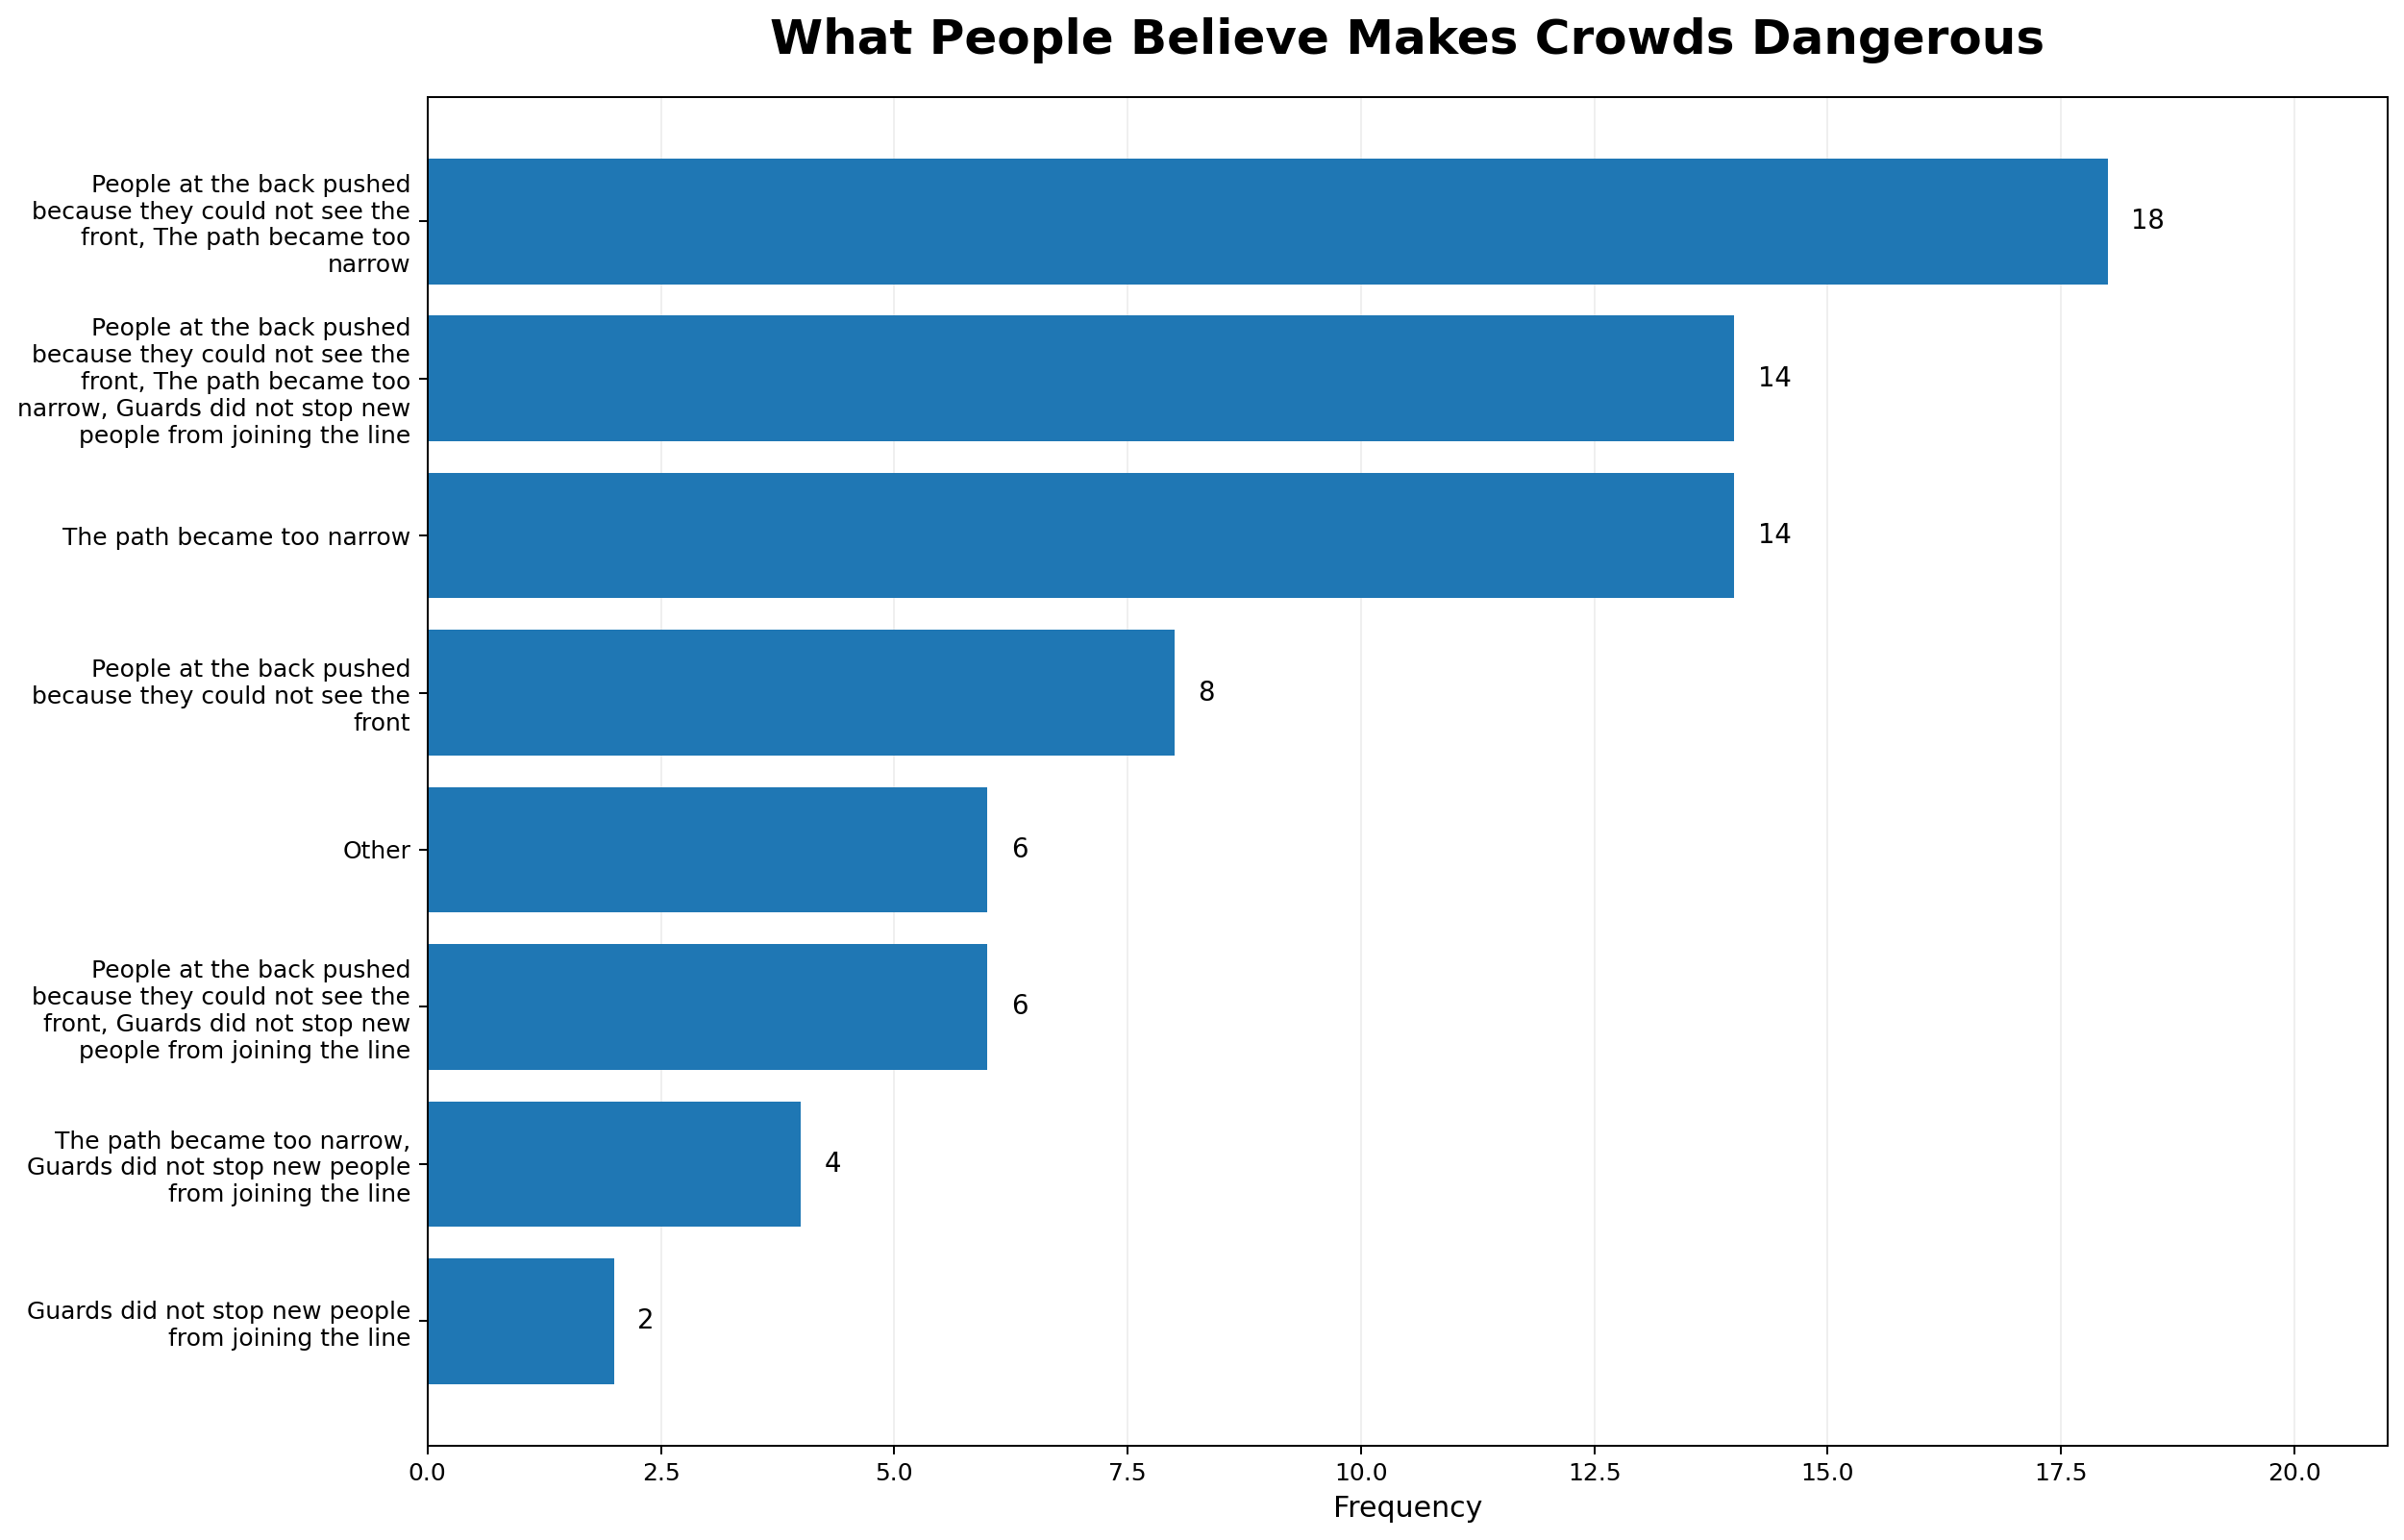 What People Believe Makes Crowds Dangerous
People at the back pushed
because they could not see the
front, The path became too
narrow
18
People at the back pushed
because they could not see the
front, The path became too
narrow, Guards did not stop new
people from joining the line
14
The path became too narrow
14
People at the back pushed
because they could not see the
front
8
Other
6
People at the back pushed
because they could not see the
front, Guards did not stop new
people from joining the line
6
The path became too narrow,
Guards did not stop new people
from joining the line
4
Guards did not stop new people
from joining the line
2
0.0 2.5 5.0 7.5 10.0 12.5 15.0 17.5 20.0
Frequency